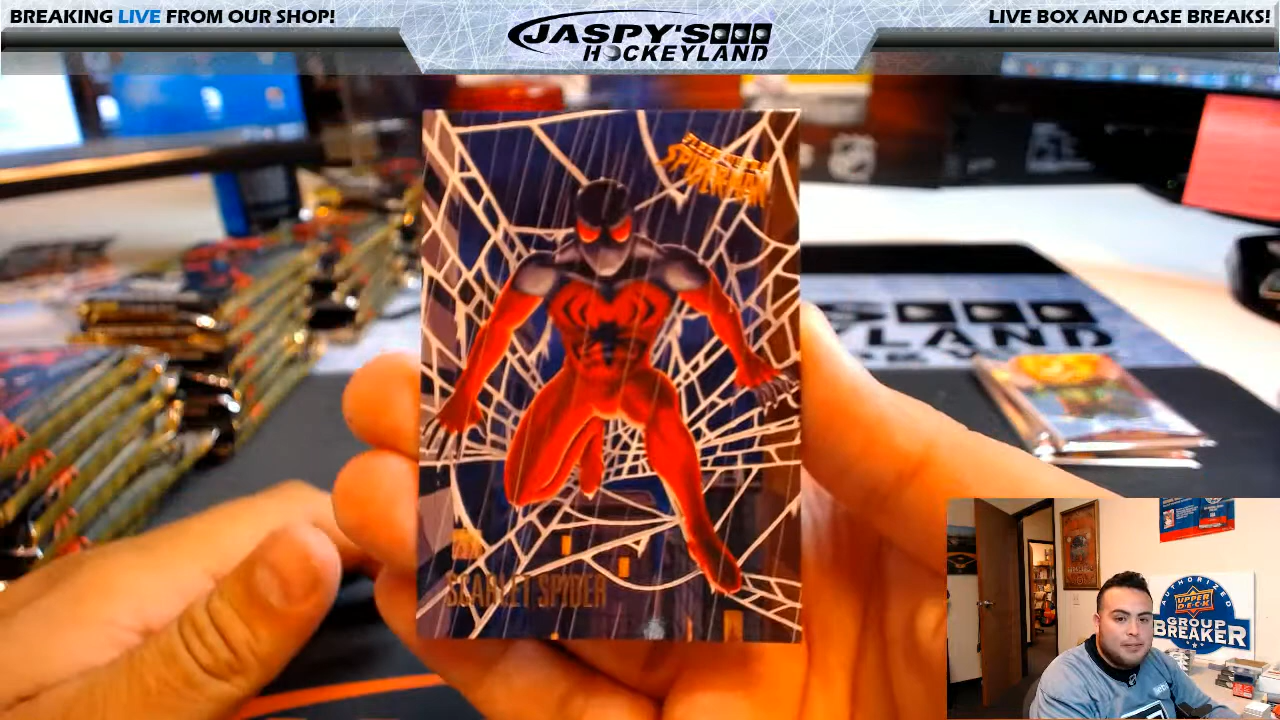 BREAKING LIVE FROM OUR SHOP!
JASPY'S
HOCKEYLAND
LIVE BOX AND CASE BREAKS!
SPIDER-MAN
SCARLET SPIDER
AUTHORIZED
UPPER DECK
GROUP
BREAKER